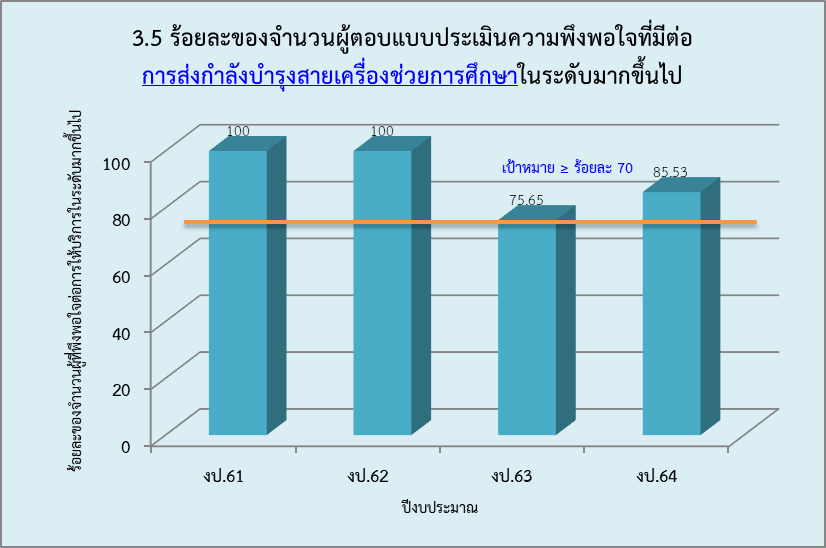 3.5 ร้อยละของจำนวนผู้ตอบแบบประเมินความพึงพอใจที่มีต่อ
การส่งกำลังบำรุงสายเครื่องช่วยการศึกษาในระดับมากขึ้นไป
ร้อยละของจำนวนผู้ที่พึงพอใจต่อการให้บริการในระดับมากขึ้นไป
100
100
เป้าหมาย ≥ ร้อยละ 70
85.53
75.65
100
80
60
40
20
0
งป.61
งป.62
งป.63
งป.64
ปีงบประมาณ